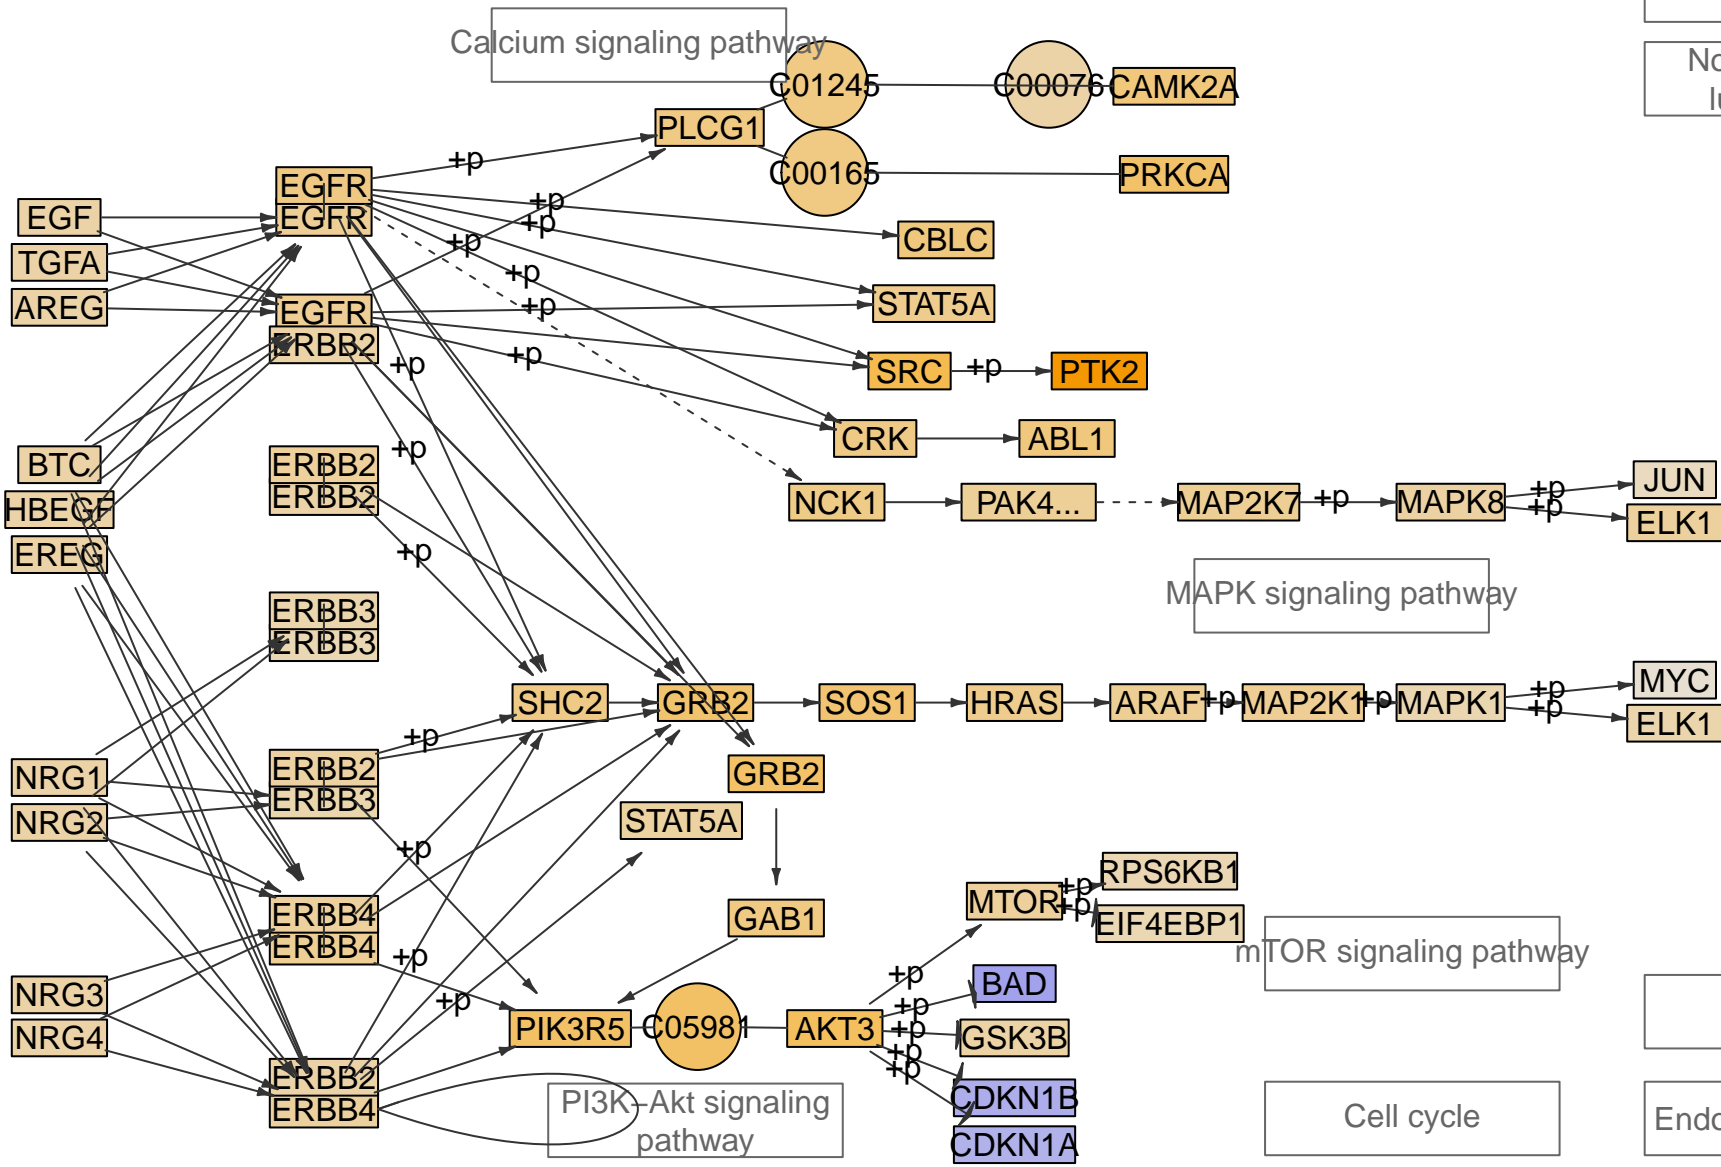 Calcium signaling pathway
C01245
C00076
CAMK2A
No
lu
PLCG1
+p
C00165
PRKCA
EGFR
EGFR
EGF
+p
+p
CBLC
TGFA
+p
+p
AREG
EGFR
+p
STAT5A
ERBB2
+p
+p
SRC
+p
PTK2
CRK
ABL1
+p
BTC
ERBB2
ERBB2
HBEGF
NCK1
PAK4...
MAP2K7
+p
MAPK8
+p
+p
JUN
ELK1
EREG
+p
MAPK signaling pathway
ERBB3
ERBB3
SHC2
GRB2
SOS1
HRAS
ARAF
+p
MAP2K1
+p
MAPK1
+p
+p
MYC
ELK1
+p
NRG1
ERBB2
ERBB3
GRB2
NRG2
STAT5A
+p
ERBB4
ERBB4
GAB1
MTOR
+p
+p
RPS6KB1
EIF4EBP1
mTOR signaling pathway
+p
+p
BAD
NRG3
+p
+p
NRG4
PIK3R5
C05981
AKT3
+p
GSK3B
+p
+p
ERBB2
ERBB4
PI3K–Akt signaling
pathway
CDKN1B
CDKN1A
Cell cycle
Endo